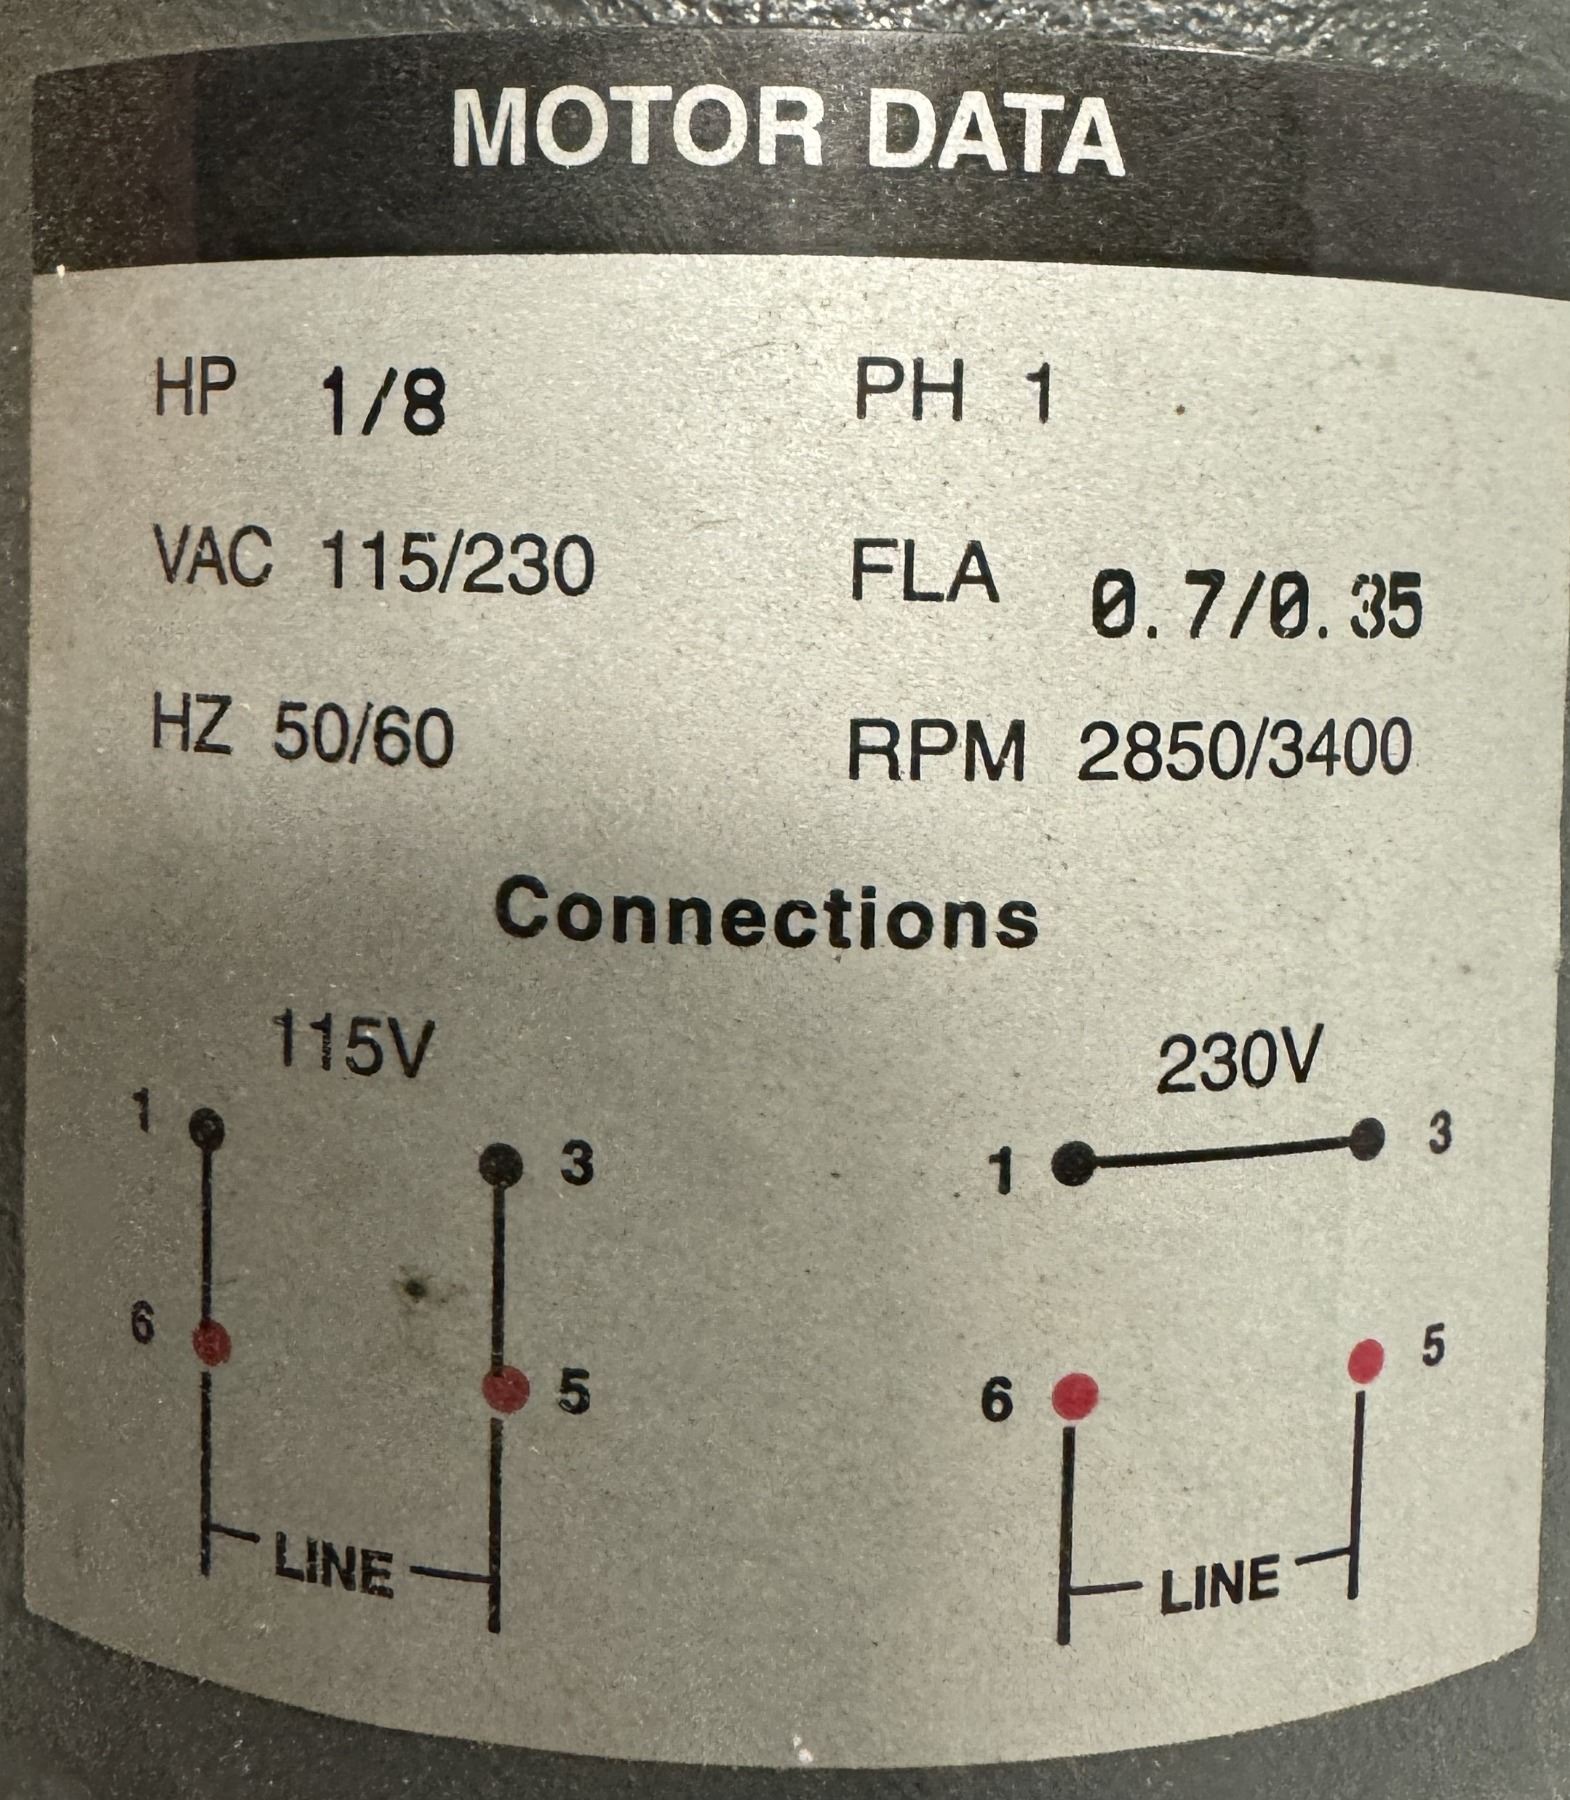 MOTOR DATA
HP 1/8 PH 1
VAC 115/230 FLA 0.7/0.35
HZ 50/60 RPM 2850/3400
Connections
115V 230V
1 3 1 3
6 5 6 5
LINE LINE